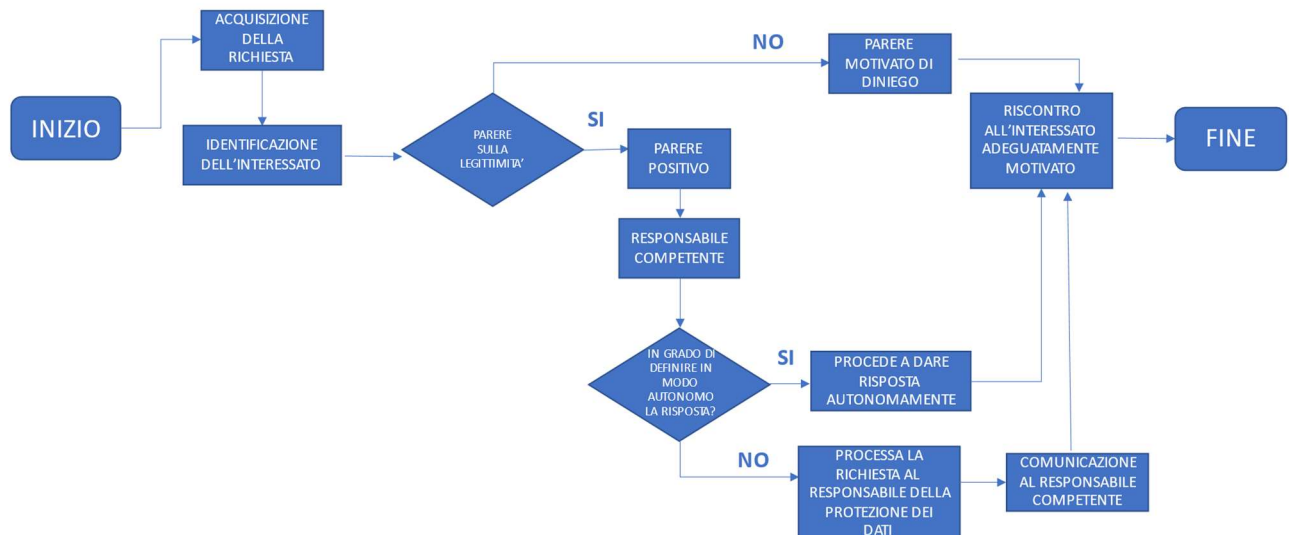 INIZIO
ACQUISIZIONE
DELLA
RICHIESTA
IDENTIFICAZIONE
DELL'INTERESSATO
PARERE
SULLA
LEGITTIMITA'
NO
PARERE
MOTIVATO DI
DINIEGO
SI
PARERE
POSITIVO
RESPONSABILE
COMPETENTE
IN GRADO DI
DEFINIRE IN
MODO
AUTONOMO
LA RISPOSTA?
SI
PROCEDE A DARE
RISPOSTA
AUTONOMAMENTE
NO
PROCESSA LA
RICHIESTA AL
RESPONSABILE DELLA
PROTEZIONE DEI
DATI
COMUNICAZIONE
AL RESPONSABILE
COMPETENTE
RISCONTRO
ALL'INTERESSATO
ADEGUATAMENTE
MOTIVATO
FINE